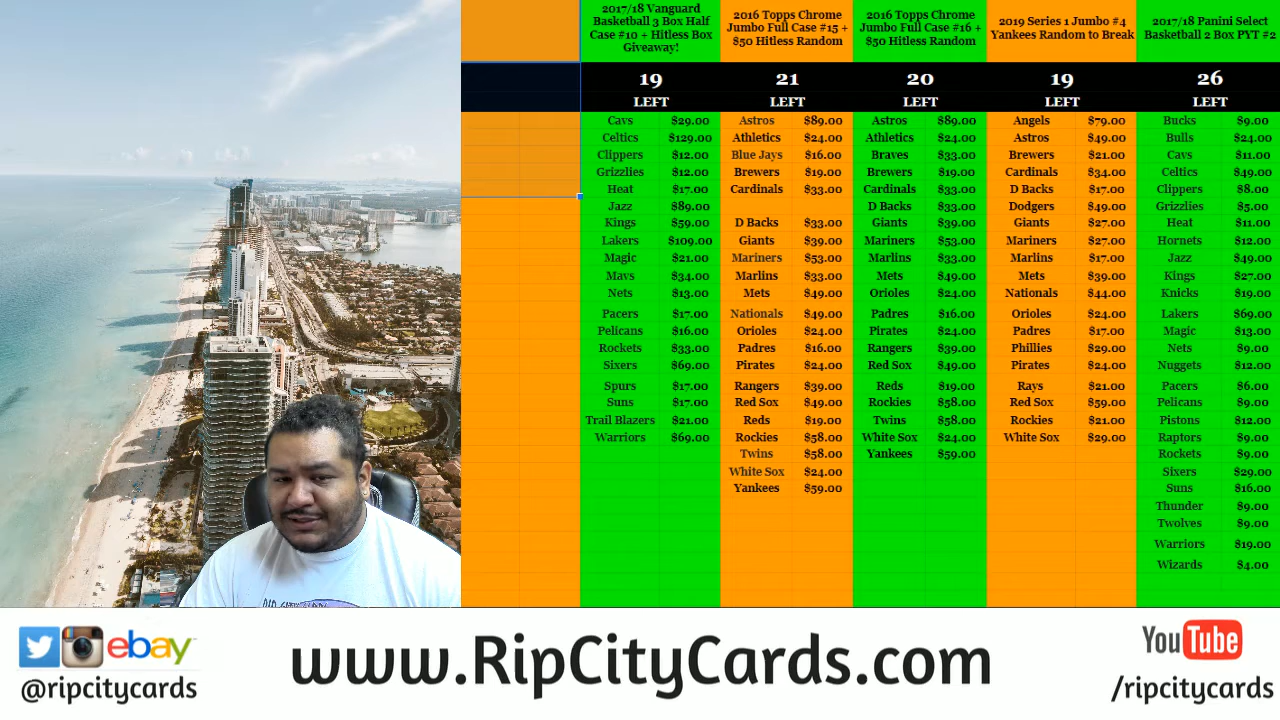 2017/18 Vanguard
Basketball 3 Box Half
Case #10 + Hitless Box
Giveaway!
19
LEFT
Cavs $29.00
Celtics $129.00
Clippers $12.00
Grizzlies $12.00
Heat $17.00
Jazz $89.00
Kings $59.00
Lakers $109.00
Magic $21.00
Mavs $34.00
Nets $13.00
Pacers $17.00
Pelicans $16.00
Rockets $33.00
Sixers $69.00
Spurs $17.00
Suns $17.00
Trail Blazers $21.00
Warriors $69.00
2016 Topps Chrome
Jumbo Full Case #15 +
$50 Hitless Random
21
LEFT
Astros $89.00
Athletics $24.00
Blue Jays $16.00
Brewers $19.00
Cardinals $33.00
D Backs $33.00
Giants $39.00
Mariners $53.00
Marlins $33.00
Mets $49.00
Nationals $49.00
Orioles $24.00
Padres $16.00
Pirates $24.00
Rangers $39.00
Red Sox $49.00
Reds $19.00
Rockies $58.00
Twins $58.00
White Sox $24.00
Yankees $59.00
2016 Topps Chrome
Jumbo Full Case #16 +
$50 Hitless Random
20
LEFT
Astros $89.00
Athletics $24.00
Braves $33.00
Brewers $19.00
Cardinals $33.00
D Backs $33.00
Giants $39.00
Mariners $53.00
Marlins $33.00
Mets $49.00
Orioles $24.00
Padres $16.00
Pirates $24.00
Rangers $39.00
Red Sox $49.00
Reds $19.00
Rockies $58.00
Twins $58.00
White Sox $24.00
Yankees $59.00
2019 Series 1 Jumbo #4
Yankees Random to Break
19
LEFT
Angels $79.00
Astros $49.00
Brewers $21.00
Cardinals $34.00
D Backs $17.00
Dodgers $49.00
Giants $27.00
Mariners $27.00
Marlins $17.00
Mets $39.00
Nationals $44.00
Orioles $24.00
Padres $17.00
Phillies $29.00
Pirates $24.00
Rays $21.00
Red Sox $59.00
Rockies $21.00
White Sox $29.00
2017/18 Panini Select
Basketball 2 Box PYT #2
26
LEFT
Bucks $9.00
Bulls $24.00
Cavs $11.00
Celtics $49.00
Clippers $8.00
Grizzlies $5.00
Heat $11.00
Hornets $12.00
Jazz $49.00
Kings $27.00
Knicks $19.00
Lakers $69.00
Magic $13.00
Nets $9.00
Nuggets $12.00
Pacers $6.00
Pelicans $9.00
Pistons $12.00
Raptors $9.00
Rockets $9.00
Sixers $29.00
Suns $16.00
Thunder $9.00
Twolves $9.00
Warriors $19.00
Wizards $4.00
ebay
@ripcitycards
www.RipCityCards.com
YouTube
/ripcitycards